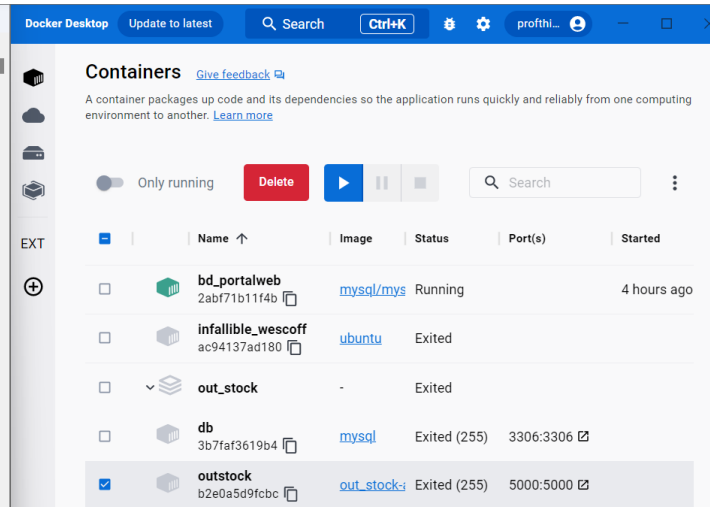 Docker Desktop Update to latest Search Ctrl+K profthi...
Containers Give feedback
A container packages up code and its dependencies so the application runs quickly and reliably from one computing
environment to another. Learn more
Only running Delete Search
EXT
Name Image Status Port(s) Started
bd_portalweb
2abf71b11f4b mysql/mys Running 4 hours ago
infallible_wescoff
ac94137ad180 ubuntu Exited
out_stock - Exited
db
3b7faf3619b4 mysql Exited (255) 3306:3306
outstock
b2e0a5d9fcbc out_stock-a Exited (255) 5000:5000